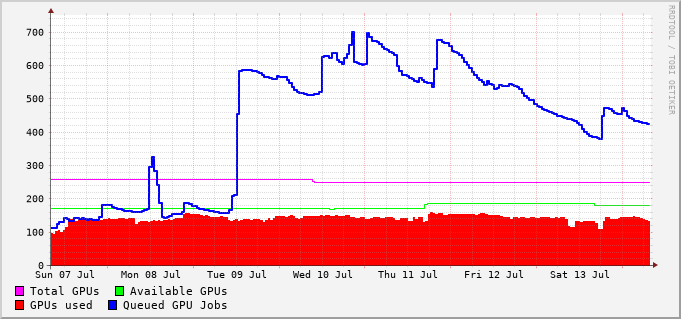 RRDTOOL / TOBI OETIKER
700
600
500
400
300
200
100
0
Sun 07 Jul Mon 08 Jul Tue 09 Jul Wed 10 Jul Thu 11 Jul Fri 12 Jul Sat 13 Jul
Total GPUs Available GPUs
GPUs used Queued GPU Jobs